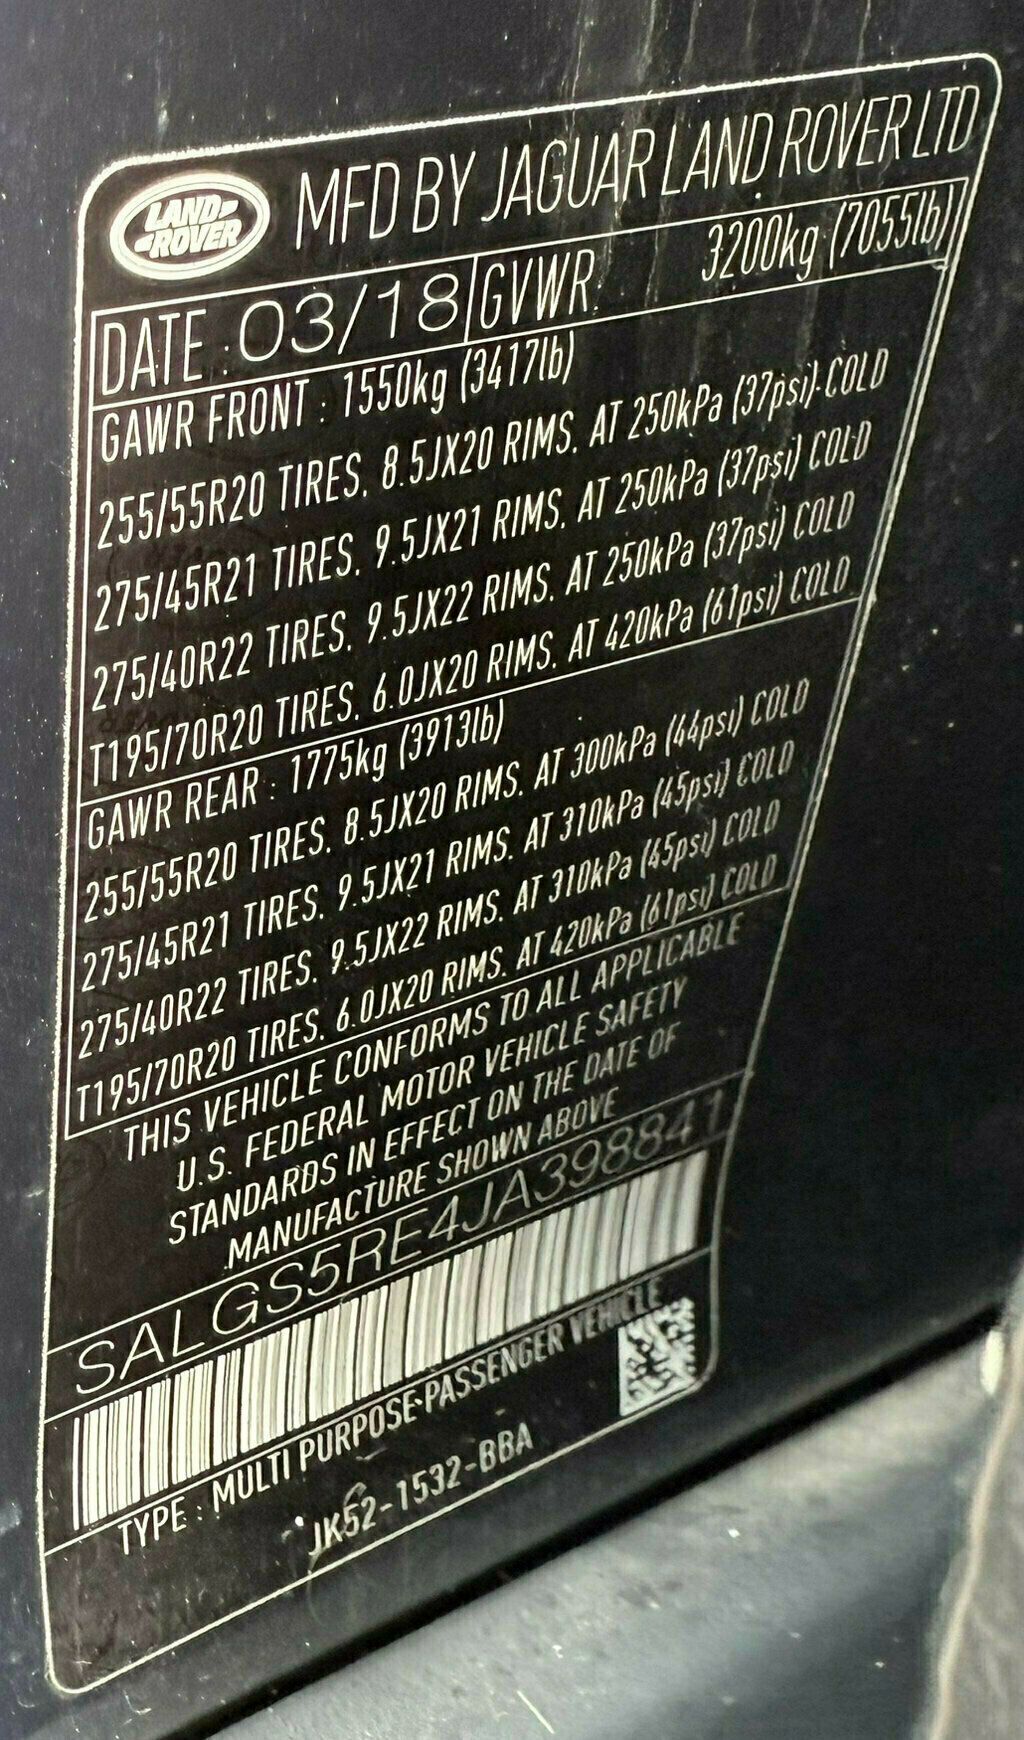 LAND ROVER
MFD BY JAGUAR LAND ROVER LTD
DATE : 03/18 GVWR: 3200kg (7055lb)
GAWR FRONT : 1550kg (3417lb)
255/55R20 TIRES. 8.5JX20 RIMS. AT 250kPa (37psi) COLD
275/45R21 TIRES. 9.5JX21 RIMS. AT 250kPa (37psi) COLD
275/40R22 TIRES. 9.5JX22 RIMS. AT 250kPa (37psi) COLD
T195/70R20 TIRES. 6.0JX20 RIMS. AT 420kPa (61psi) COLD
GAWR REAR : 1775kg (3913lb)
255/55R20 TIRES. 8.5JX20 RIMS. AT 300kPa (44psi) COLD
275/45R21 TIRES. 9.5JX21 RIMS. AT 310kPa (45psi) COLD
275/40R22 TIRES. 9.5JX22 RIMS. AT 310kPa (45psi) COLD
T195/70R20 TIRES. 6.0JX20 RIMS. AT 420kPa (61psi) COLD
THIS VEHICLE CONFORMS TO ALL APPLICABLE
U.S. FEDERAL MOTOR VEHICLE SAFETY
STANDARDS IN EFFECT ON THE DATE OF
MANUFACTURE SHOWN ABOVE
SALGS5RE4JA398841
TYPE : MULTI PURPOSE PASSENGER VEHICLE
JK52-1532-BBA